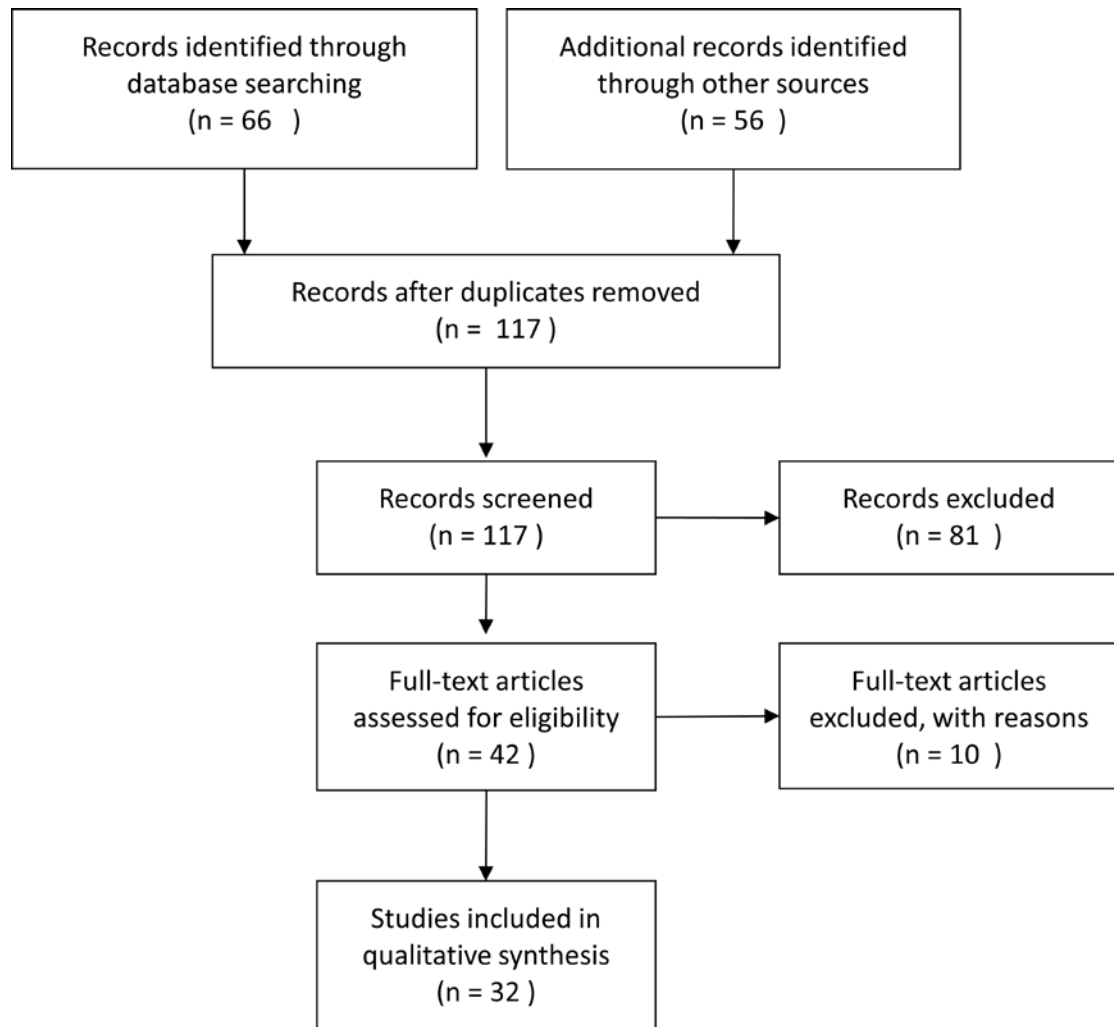 Records identified through
database searching
(n = 66   )
Additional records identified
through other sources
(n = 56  )
Records after duplicates removed
(n =  117 )
Records screened
(n = 117)
Records excluded
(n = 81  )
Full-text articles
assessed for eligibility
(n = 42 )
Full-text articles
excluded, with reasons
(n = 10  )
Studies included in
qualitative synthesis
(n = 32 )